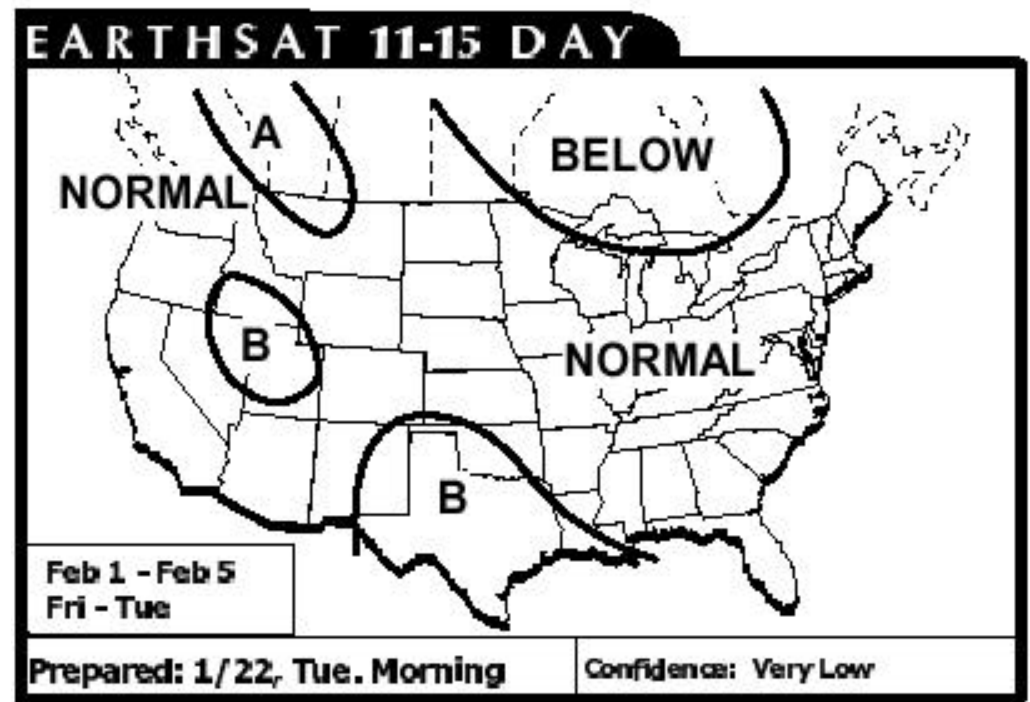 EARTHSAT 11-15 DAY
A
BELOW
NORMAL
B
NORMAL
B
Feb 1 - Feb 5
Fri - Tue
Prepared: 1/22, Tue. Morning
Confidence: Very Low